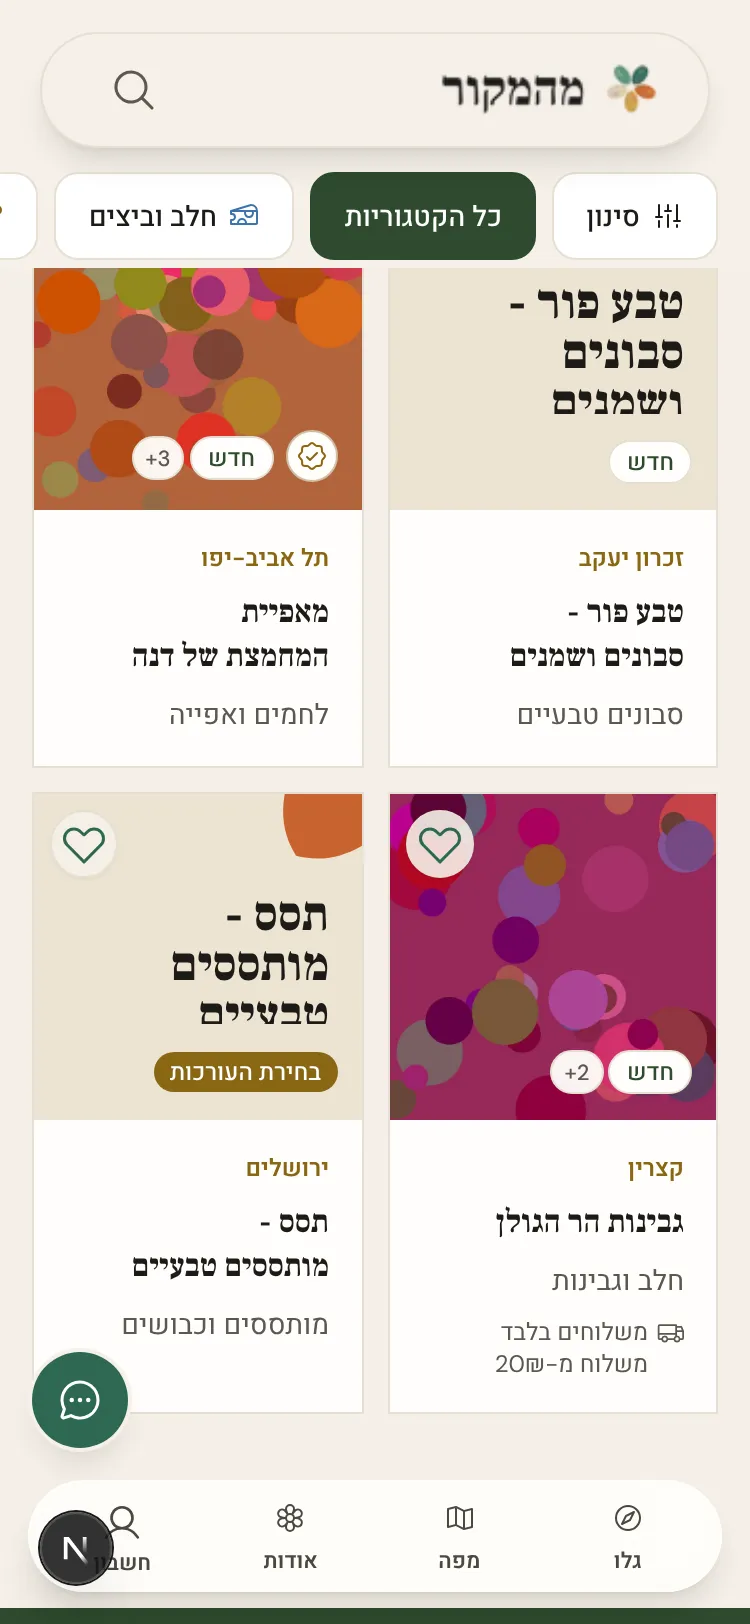 מהמקור
סינון
כל הקטגוריות
חלב וביצים
טבע פור -
סבונים
ושמנים
חדש
זכרון יעקב
טבע פור -
סבונים ושמנים
סבונים טבעיים
חדש
+3
תל אביב-יפו
מאפיית
המחמצת של דנה
לחמים ואפייה
חדש
+2
קצרין
גבינות הר הגולן
חלב וגבינות
משלוחים בלבד
משלוח מ-₪20
תסס -
מותססים
טבעיים
בחירת העורכות
ירושלים
תסס -
מותססים טבעיים
מותססים וכבושים
גלו
מפה
אודות
חשבון
N